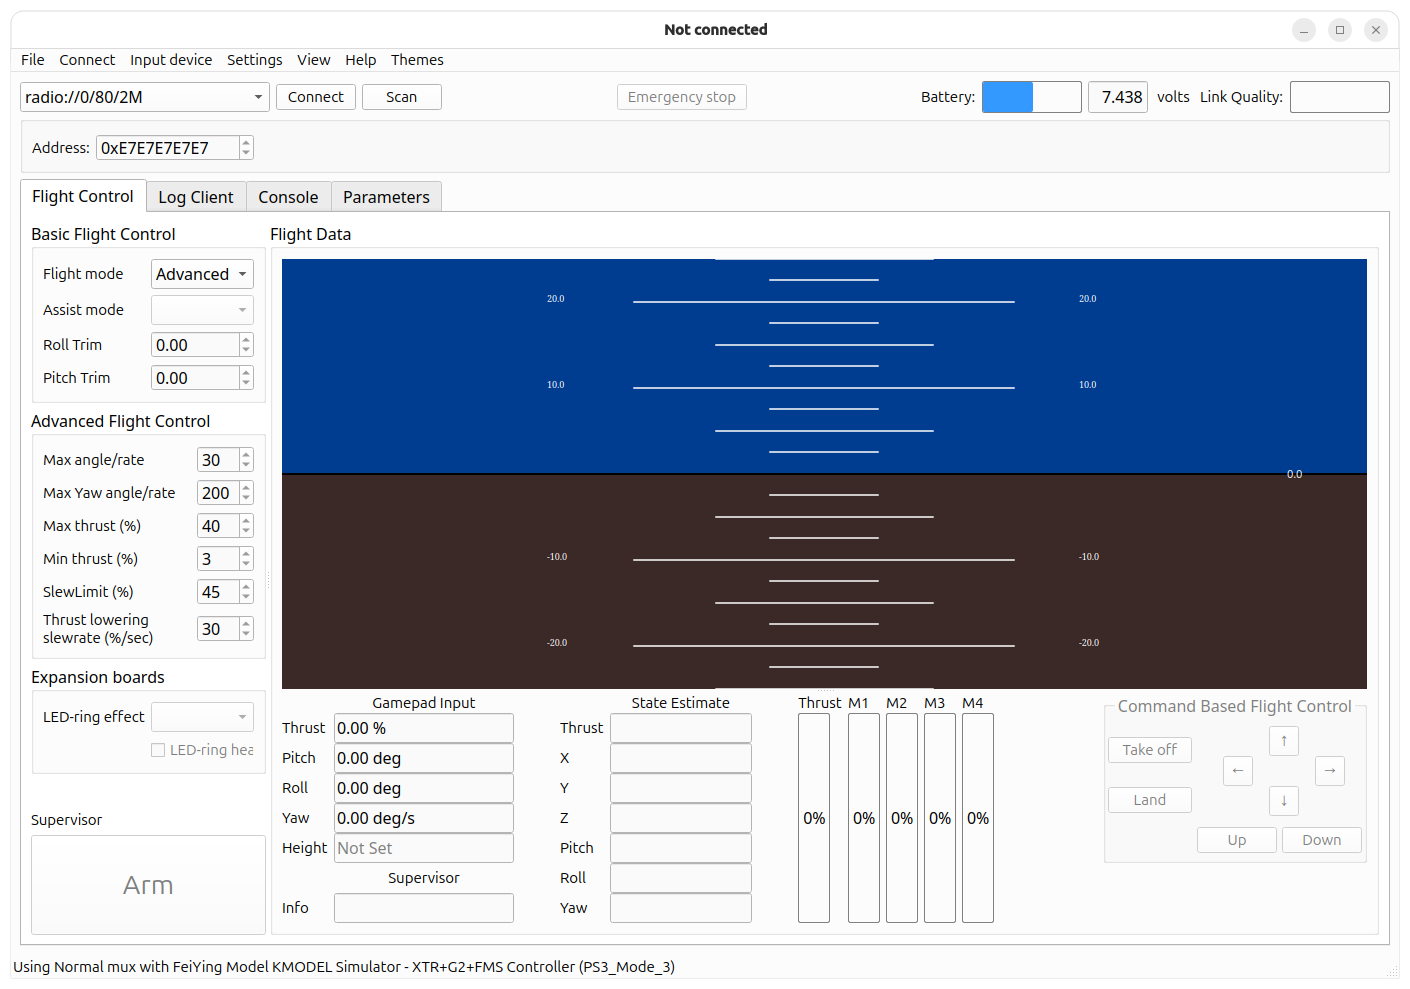 Not connected
File Connect Input device Settings View Help Themes
radio://0/80/2M Connect Scan Emergency stop Battery: 7.438 volts Link Quality:
Address: 0xE7E7E7E7E7
Flight Control Log Client Console Parameters
Basic Flight Control
Flight mode Advanced
Assist mode
Roll Trim 0.00
Pitch Trim 0.00
Advanced Flight Control
Max angle/rate 30
Max Yaw angle/rate 200
Max thrust (%) 40
Min thrust (%) 3
SlewLimit (%) 45
Thrust lowering
slewrate (%/sec) 30
Expansion boards
LED-ring effect
LED-ring hea
Supervisor
Arm
Flight Data
20.0 20.0
10.0 10.0
0.0
-10.0 -10.0
-20.0 -20.0
Gamepad Input
Thrust 0.00 %
Pitch 0.00 deg
Roll 0.00 deg
Yaw 0.00 deg/s
Height Not Set
Supervisor
Info
State Estimate
Thrust
X
Y
Z
Pitch
Roll
Yaw
Thrust M1 M2 M3 M4
0% 0% 0% 0% 0%
Command Based Flight Control
Take off ↑
← →
Land ↓
Up Down
Using Normal mux with FeiYing Model KMODEL Simulator - XTR+G2+FMS Controller (PS3_Mode_3)